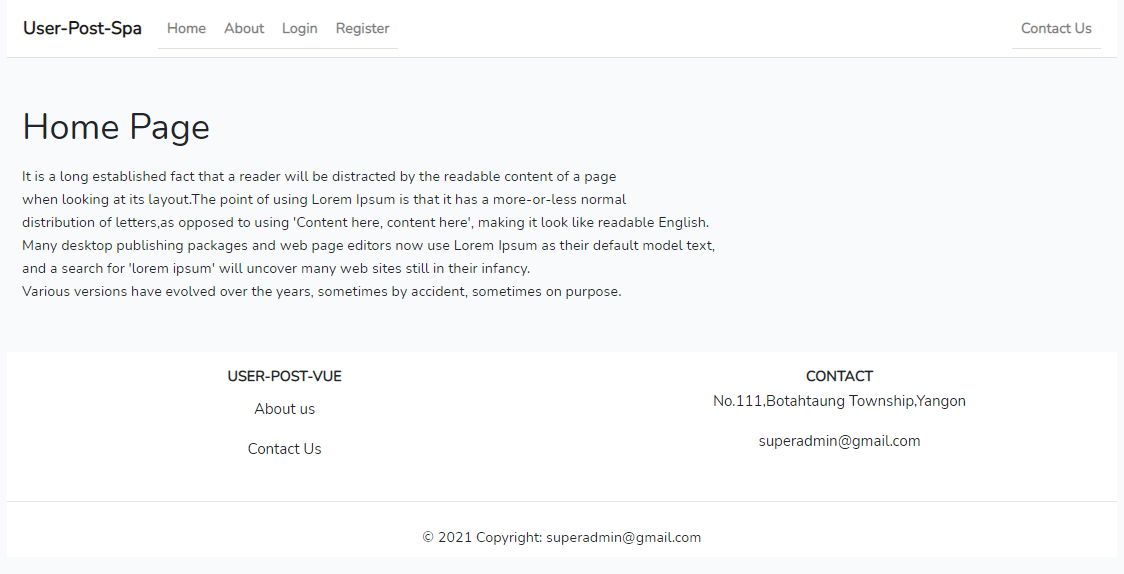 User-Post-Spa Home About Login Register Contact Us
Home Page
It is a long established fact that a reader will be distracted by the readable content of a page
when looking at its layout.The point of using Lorem Ipsum is that it has a more-or-less normal
distribution of letters,as opposed to using 'Content here, content here', making it look like readable English.
Many desktop publishing packages and web page editors now use Lorem Ipsum as their default model text,
and a search for 'lorem ipsum' will uncover many web sites still in their infancy.
Various versions have evolved over the years, sometimes by accident, sometimes on purpose.
USER-POST-VUE
About us
Contact Us
CONTACT
No.111,Botahtaung Township,Yangon
superadmin@gmail.com
© 2021 Copyright: superadmin@gmail.com